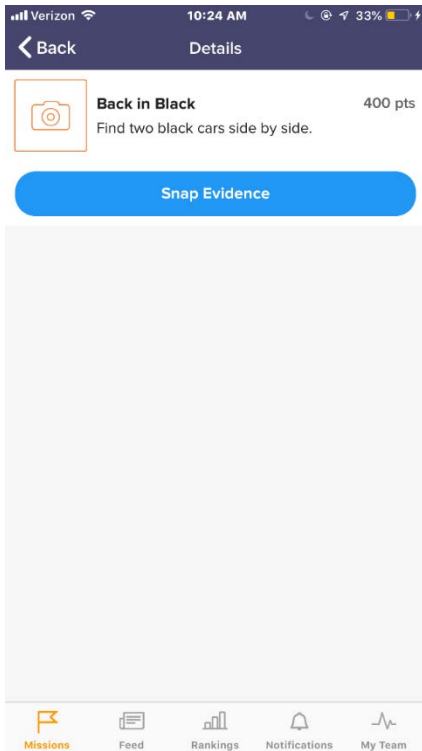 Verizon 10:24 AM 33%
Back Details
Back in Black 400 pts
Find two black cars side by side.
Snap Evidence
Missions Feed Rankings Notifications My Team